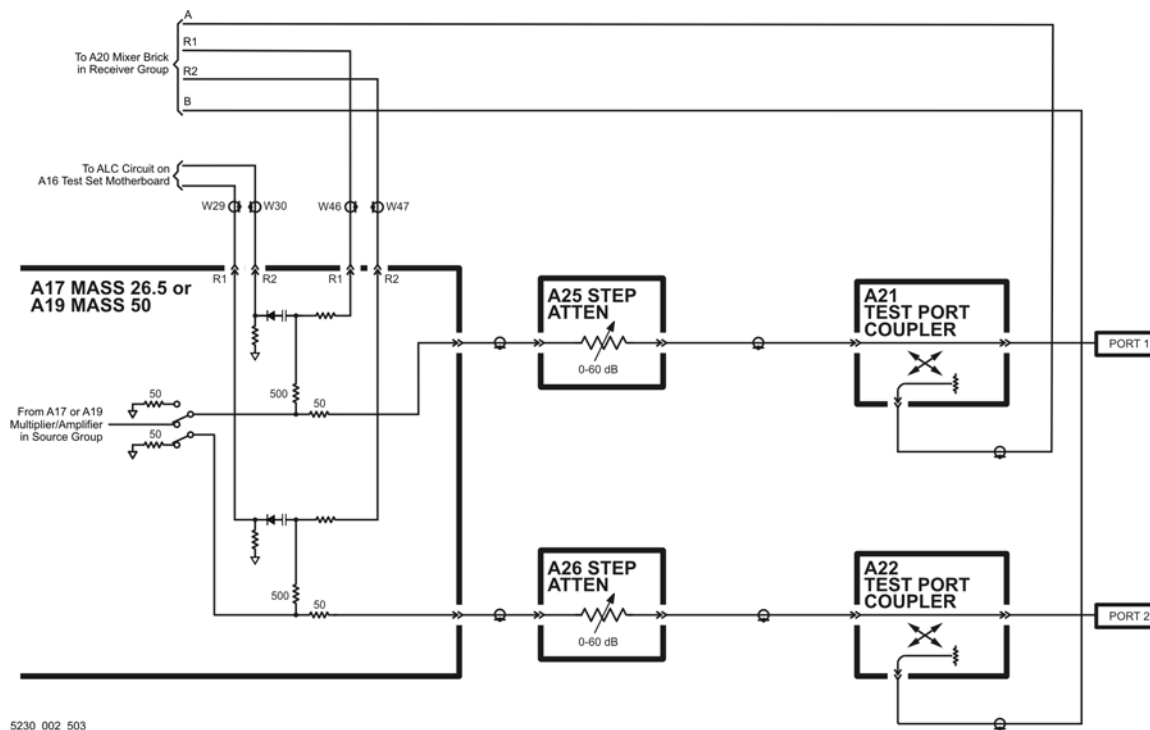 A
R1
To A20 Mixer Brick
in Receiver Group
R2
B
To ALC Circuit on
A16 Test Set Motherboard
W29
W30
W46
W47
R1
R2
R1
R2
A17 MASS 26.5 or
A19 MASS 50
A25 STEP
ATTEN
0-60 dB
A21
TEST PORT
COUPLER
PORT 1
500
50
50
From A17 or A19
Multiplier/Amplifier
in Source Group
50
500
50
A26 STEP
ATTEN
0-60 dB
A22
TEST PORT
COUPLER
PORT 2
5230_002_503